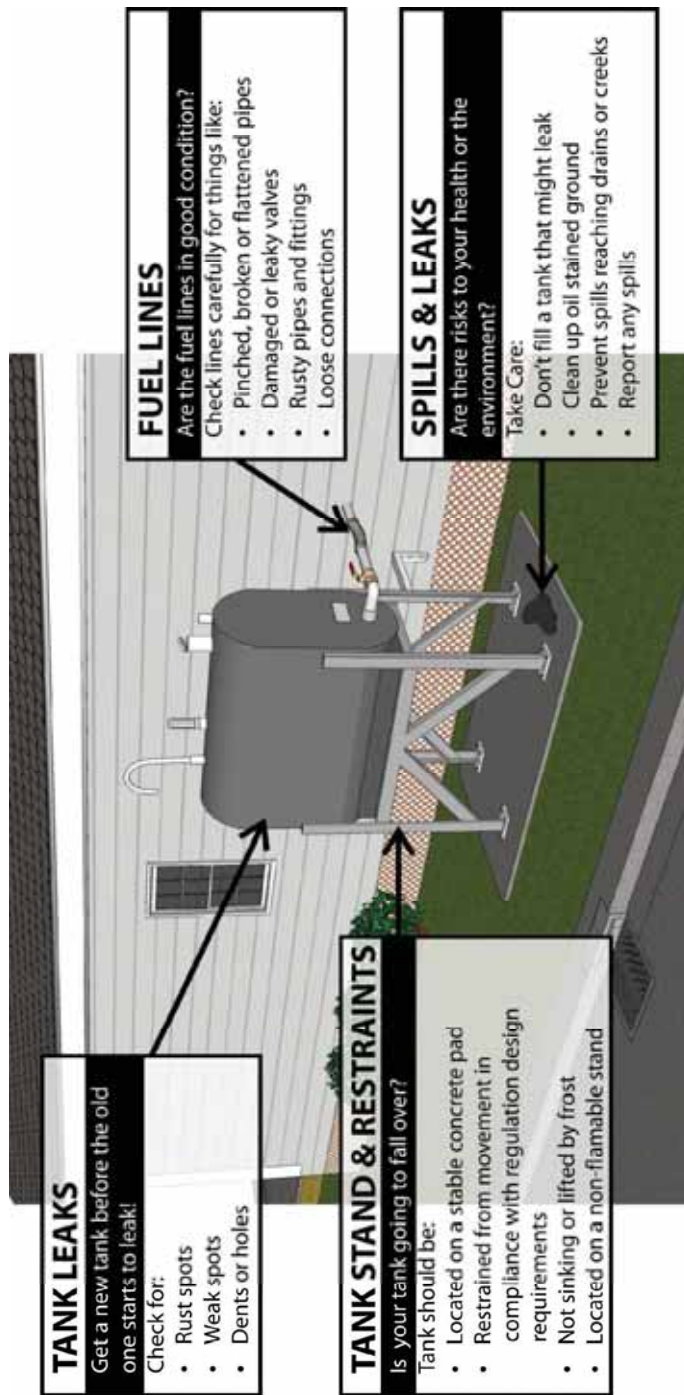 TANK LEAKS
Get a new tank before the old
one starts to leak!
Check for:
• Rust spots
• Weak spots
• Dents or holes
FUEL LINES
Are the fuel lines in good condition?
Check lines carefully for things like:
• Pinched, broken or flattened pipes
• Damaged or leaky valves
• Rusty pipes and fittings
• Loose connections
TANK STAND & RESTRAINTS
Is your tank going to fall over?
Tank should be:
• Located on a stable concrete pad
• Restrained from movement in
compliance with regulation design
requirements
• Not sinking or lifted by frost
• Located on a non-flamable stand
SPILLS & LEAKS
Are there risks to your health or the
environment?
Take Care:
• Don't fill a tank that might leak
• Clean up oil stained ground
• Prevent spills reaching drains or creeks
• Report any spills